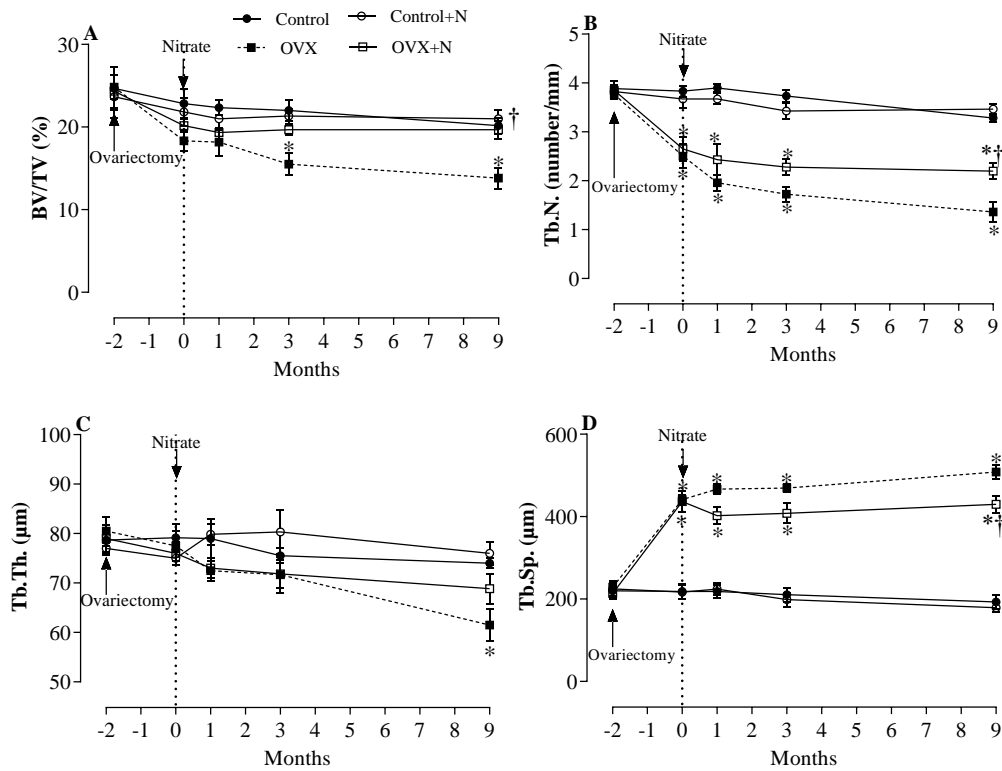 Control
Control+N
OVX
OVX+N
A
Nitrate
30
20
10
0
BV/TV (%)
Ovariectomy
†
*
*
-2 -1 0 1 2 3 4 5 6 7 8 9
Months
B
Nitrate
5
4
3
2
1
0
Tb.N. (number/mm)
Ovariectomy
* * * *†
* * * *
-2 -1 0 1 2 3 4 5 6 7 8 9
Months
C
Nitrate
100
90
80
70
60
50
Tb.Th. (µm)
Ovariectomy
*
-2 -1 0 1 2 3 4 5 6 7 8 9
Months
D
Nitrate
600
400
200
0
Tb.Sp. (µm)
Ovariectomy
* * * *
* * * *†
-2 -1 0 1 2 3 4 5 6 7 8 9
Months